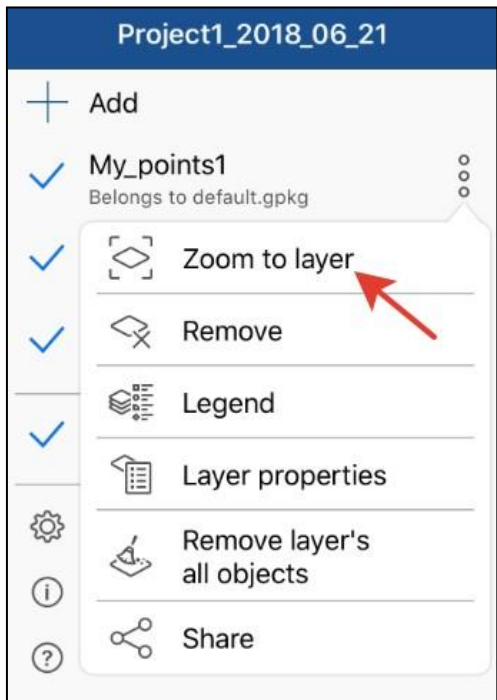 Project1_2018_06_21
Add
My_points1
Belongs to default.gpkg
Zoom to layer
Remove
Legend
Layer properties
Remove layer's
all objects
Share